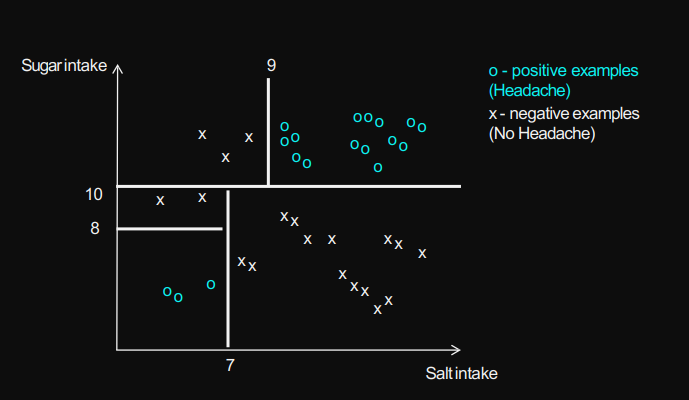 Sugar intake
9
o - positive examples
(Headache)
x - negative examples
(No Headache)
10
8
7
Salt intake